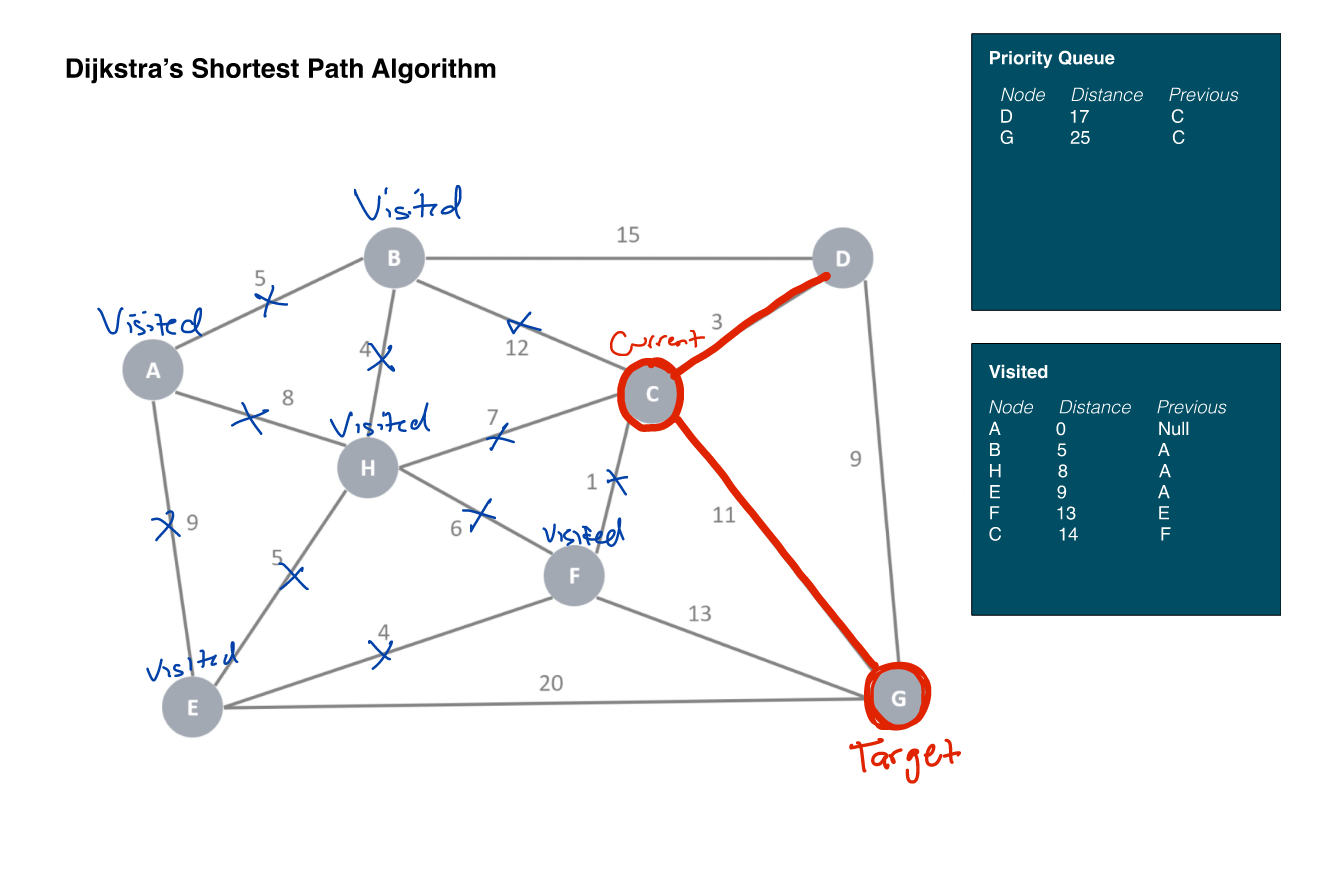 Dijkstra's Shortest Path Algorithm
Priority Queue
Node Distance Previous
D 17 C
G 25 C
Visited
B
15
D
5
Visited
A
4
12
3
Current
C
8
Visited
H
7
9
1
11
9
6
Visited
F
5
4
13
Visited
E
20
G
Target
Visited
Node Distance Previous
A 0 Null
B 5 A
H 8 A
E 9 A
F 13 E
C 14 F